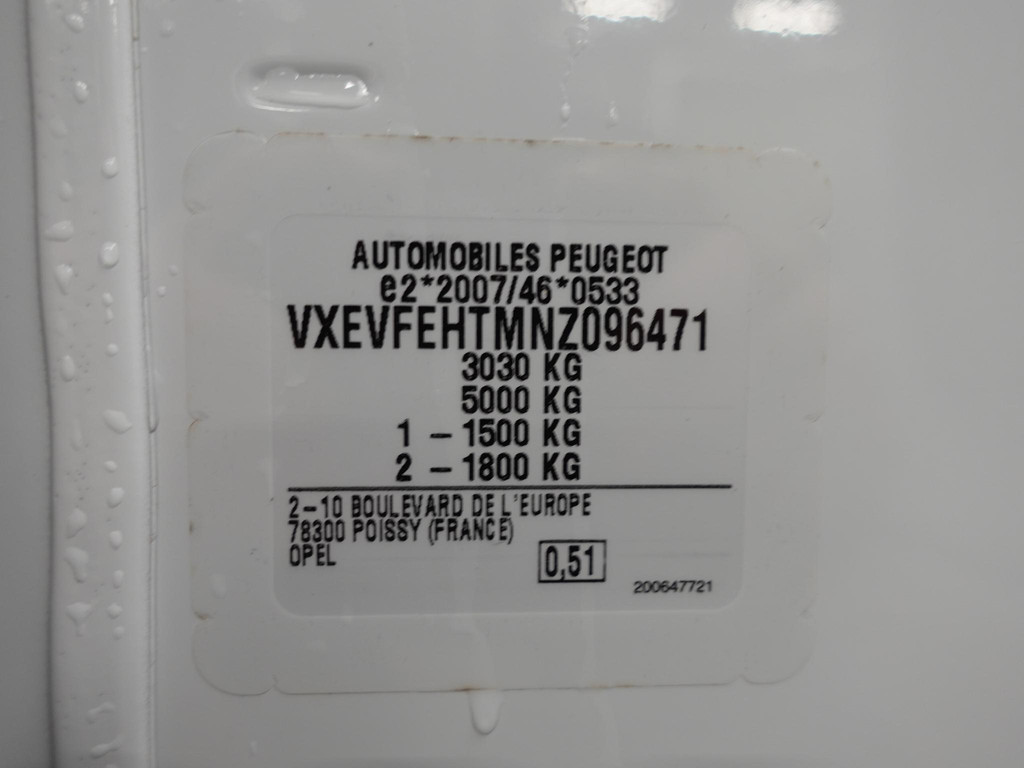 AUTOMOBILES PEUGEOT
e2*2007/46*0533
VXEVFEHTMNZ096471
3030 KG
5000 KG
1 - 1500 KG
2 - 1800 KG
2-10 BOULEVARD DE L'EUROPE
78300 POISSY (FRANCE)
OPEL
0,51
200647721